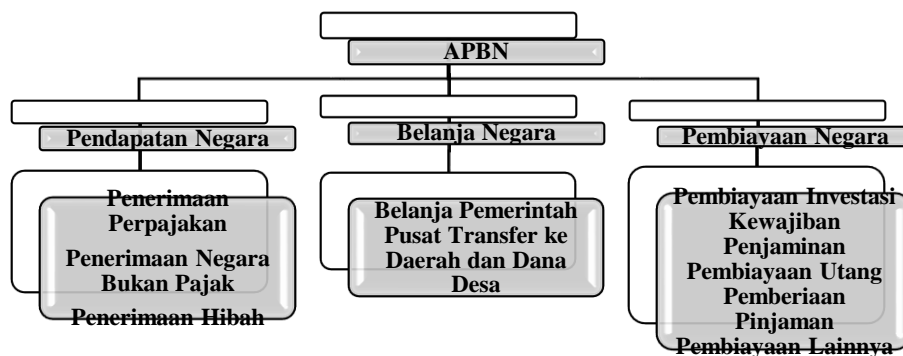 APBN
Pendapatan Negara
Belanja Negara
Pembiayaan Negara
Penerimaan
Perpajakan
Penerimaan Negara
Bukan Pajak
Penerimaan Hibah
Belanja Pemerintah
Pusat Transfer ke
Daerah dan Dana
Desa
Pembiayaan Investasi
Kewajiban
Penjaminan
Pembiayaan Utang
Pemberiaan
Pinjaman
Pembiayaan Lainnya